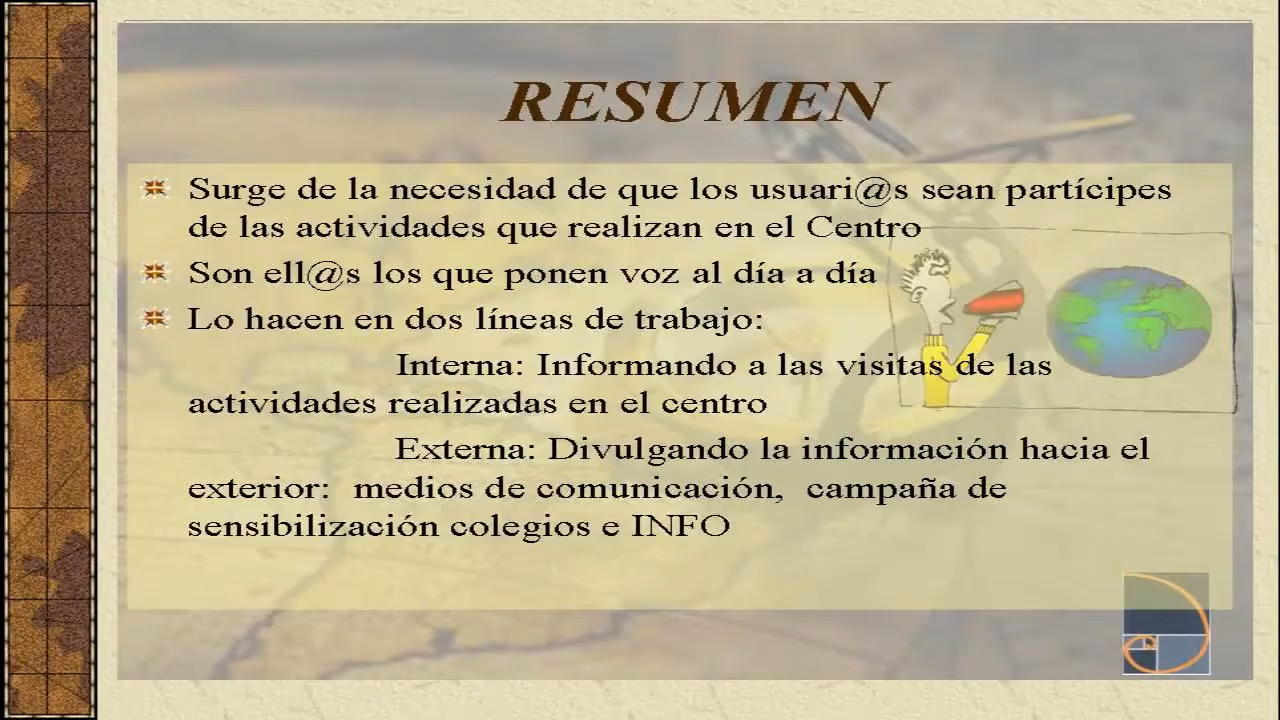 RESUMEN
Surge de la necesidad de que los usuari@s sean partícipes
de las actividades que realizan en el Centro
Son ell@s los que ponen voz al día a día
Lo hacen en dos líneas de trabajo:
Interna: Informando a las visitas de las
actividades realizadas en el centro
Externa: Divulgando la información hacia el
exterior: medios de comunicación, campaña de
sensibilización colegios e INFO